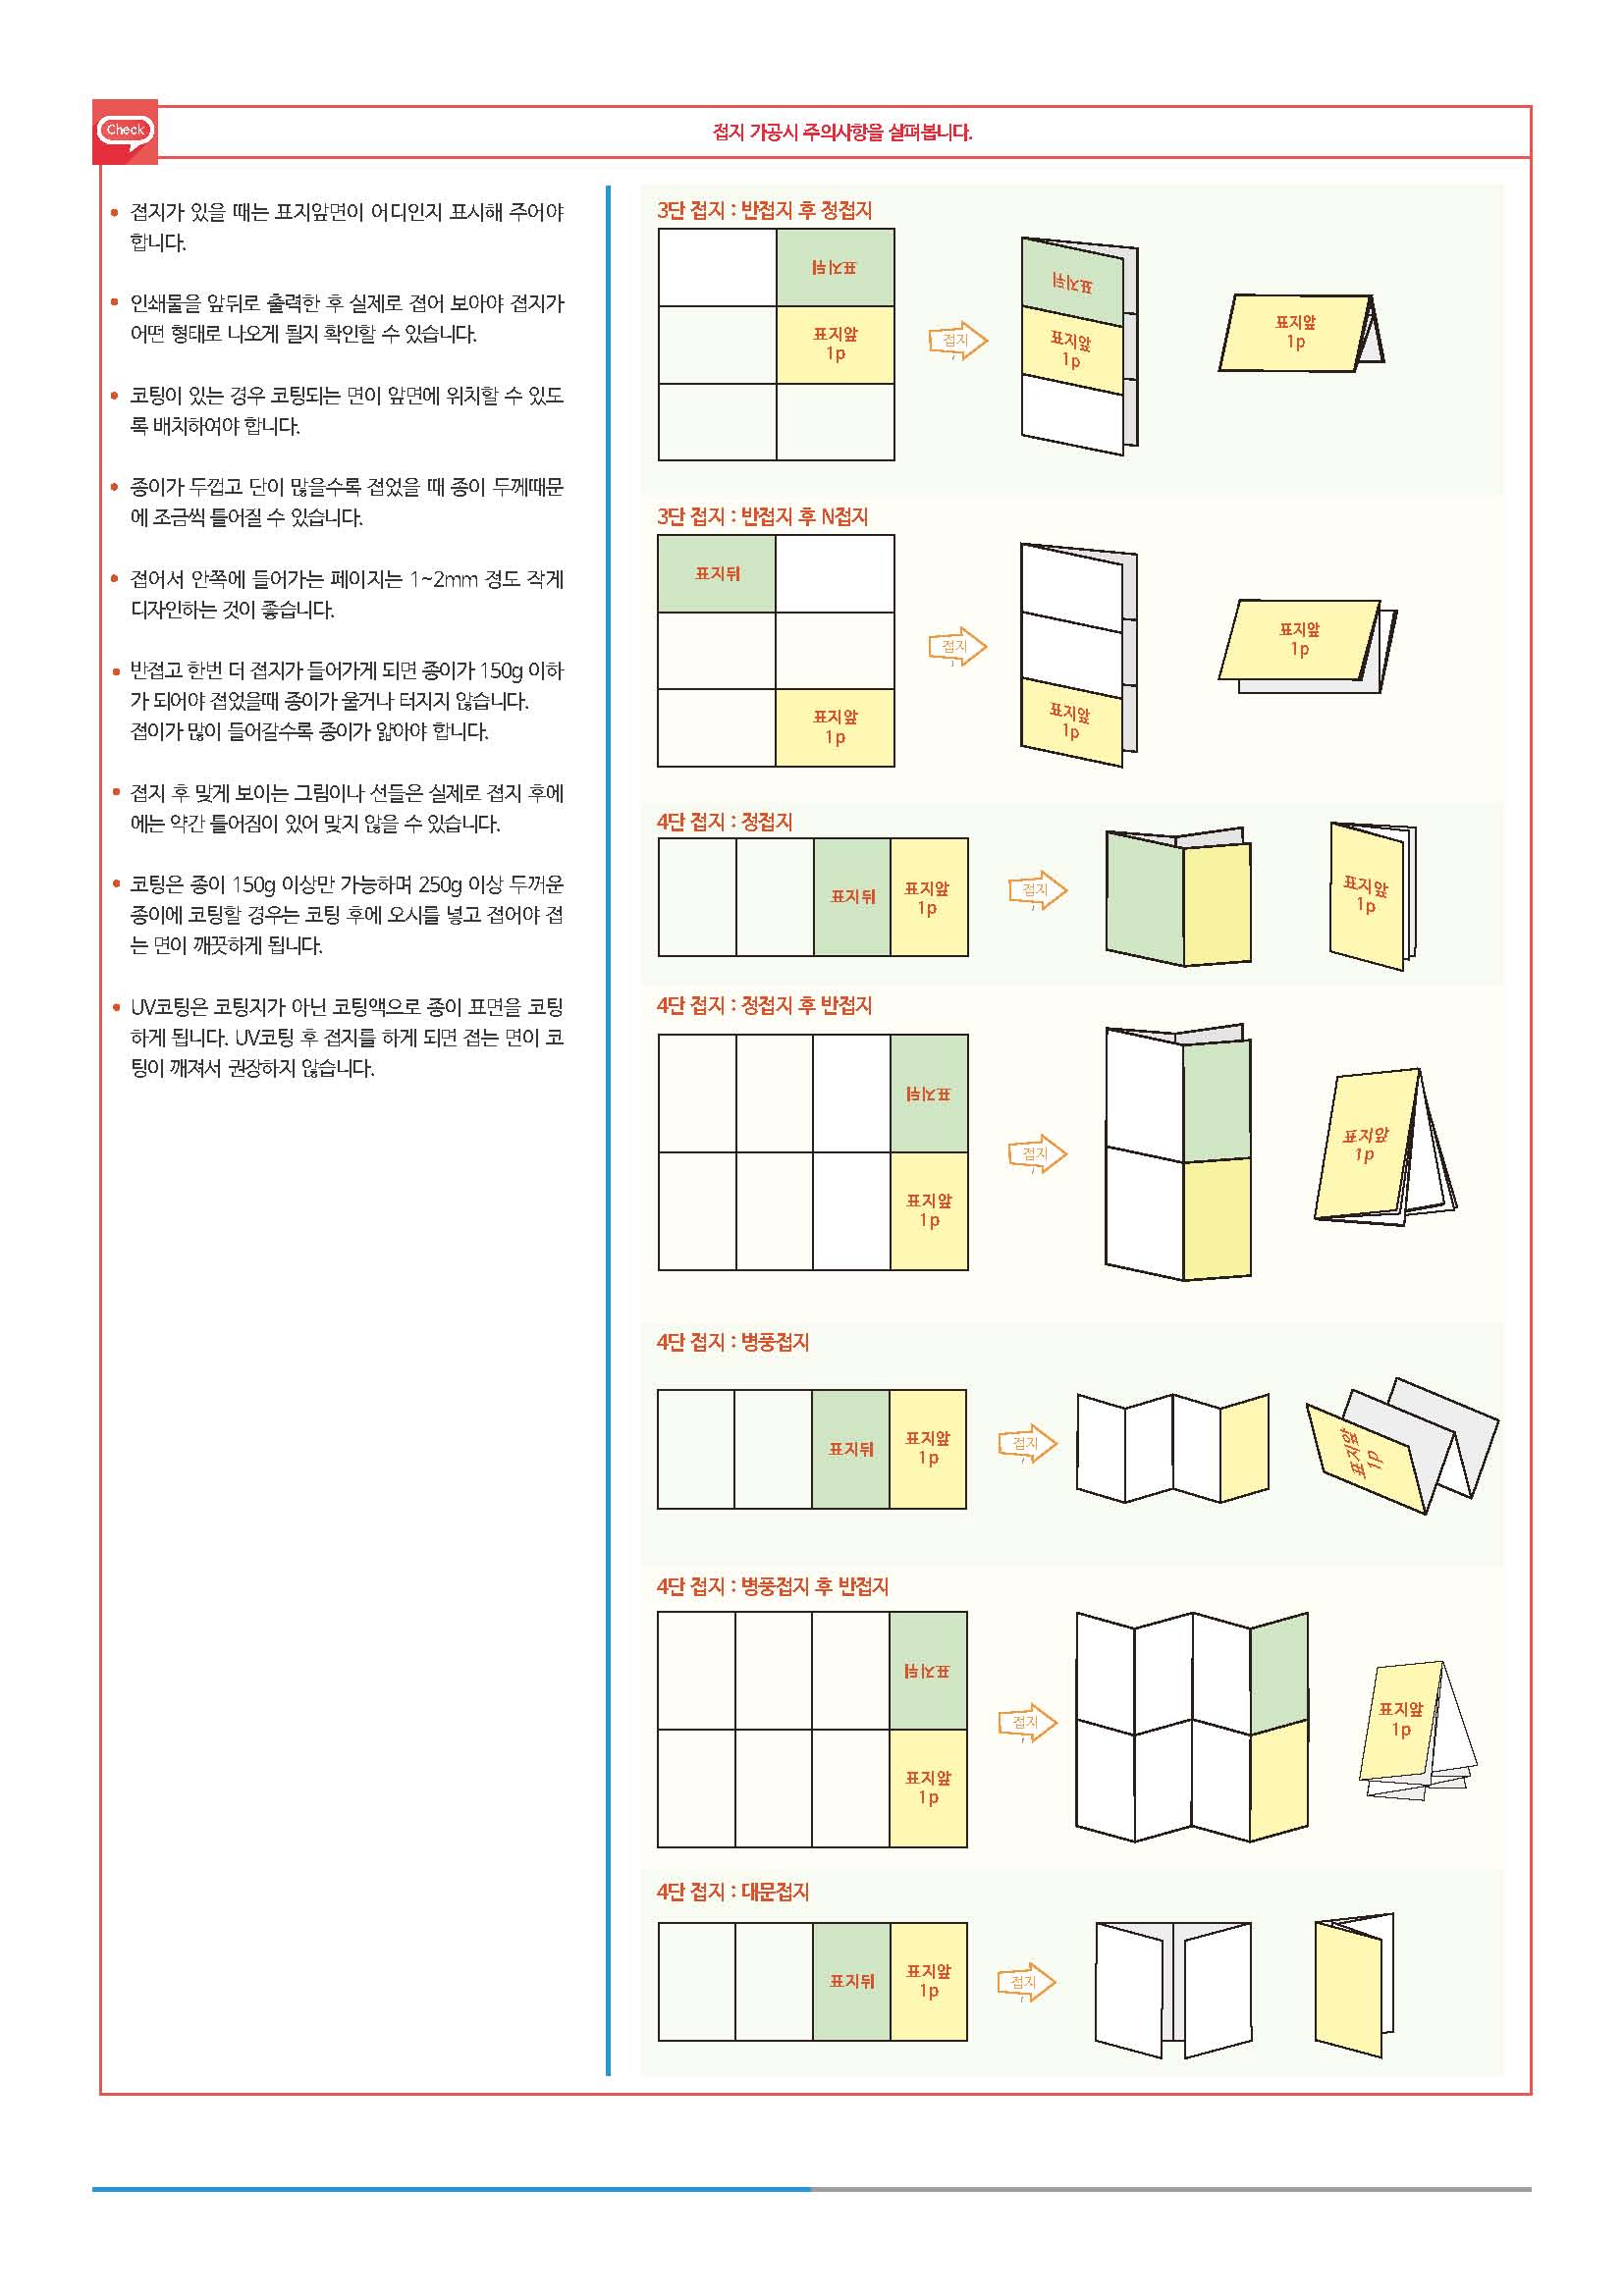 Check
접지 가공시 주의사항을 살펴봅니다.
• 접지가 있을 때는 표지앞면이 어디인지 표시해 주어야
합니다.
• 인쇄물을 앞뒤로 출력한 후 실제로 접어 보아야 접지가
어떤 형태로 나오게 될지 확인할 수 있습니다.
• 코팅이 있는 경우 코팅되는 면이 앞면에 위치할 수 있도
록 배치하여야 합니다.
• 종이가 두껍고 단이 많을수록 접었을 때 종이 두께때문
에 조금씩 틀어질 수 있습니다.
• 접어서 안쪽에 들어가는 페이지는 1~2mm 정도 작게
디자인하는 것이 좋습니다.
• 반접고 한번 더 접지가 들어가게 되면 종이가 150g 이하
가 되어야 접었을때 종이가 울거나 터지지 않습니다.
접이가 많이 들어갈수록 종이가 얇아야 합니다.
• 접지 후 맞게 보이는 그림이나 선들은 실제로 접지 후에
에는 약간 틀어짐이 있어 맞지 않을 수 있습니다.
• 코팅은 종이 150g 이상만 가능하며 250g 이상 두꺼운
종이에 코팅할 경우는 코팅 후에 오시를 넣고 접어야 접
는 면이 깨끗하게 됩니다.
• UV코팅은 코팅지가 아닌 코팅액으로 종이 표면을 코팅
하게 됩니다. UV코팅 후 접지를 하게 되면 접는 면이 코
팅이 깨져서 권장하지 않습니다.
3단 접지 : 반접지 후 정접지
표지뒤
표지앞
1p
접지
표지뒤
표지앞
1p
표지앞
1p
3단 접지 : 반접지 후 N접지
표지뒤
표지앞
1p
접지
표지앞
1p
표지앞
1p
4단 접지 : 정접지
표지뒤
표지앞
1p
접지
표지앞
1p
4단 접지 : 정접지 후 반접지
표지뒤
표지앞
1p
접지
표지앞
1p
4단 접지 : 병풍접지
표지뒤
표지앞
1p
접지
표지앞
1p
4단 접지 : 병풍접지 후 반접지
표지뒤
표지앞
1p
접지
표지앞
1p
4단 접지 : 대문접지
표지뒤
표지앞
1p
접지